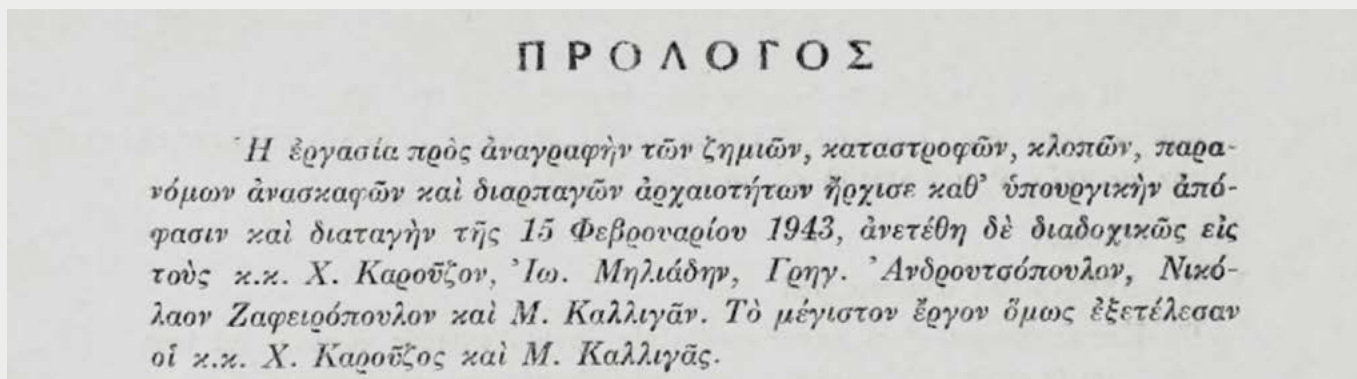 ΠΡΟΛΟΓΟΣ
Ἡ ἐργασία πρὸς ἀναγραφὴν τῶν ζημιῶν, καταστροφῶν, κλοπῶν, παρα-
νόμων ἀνασκαφῶν καὶ διαρπαγῶν ἀρχαιοτήτων ἤρχισε καθ' ὑπουργικὴν ἀπό-
φασιν καὶ διαταγὴν τῆς 15 Φεβρουαρίου 1943, ἀνετέθη δὲ διαδοχικῶς εἰς
τοὺς κ.κ. Χ. Καροῦζον, Ἰω. Μηλιάδην, Γρηγ. Ἀνδρουτσόπουλον, Νικό-
λαον Ζαφειρόπουλον καὶ Μ. Καλλιγᾶν. Τὸ μέγιστον ἔργον ὅμως ἐξετέλεσαν
οἱ κ.κ. Χ. Καροῦζος καὶ Μ. Καλλιγᾶς.